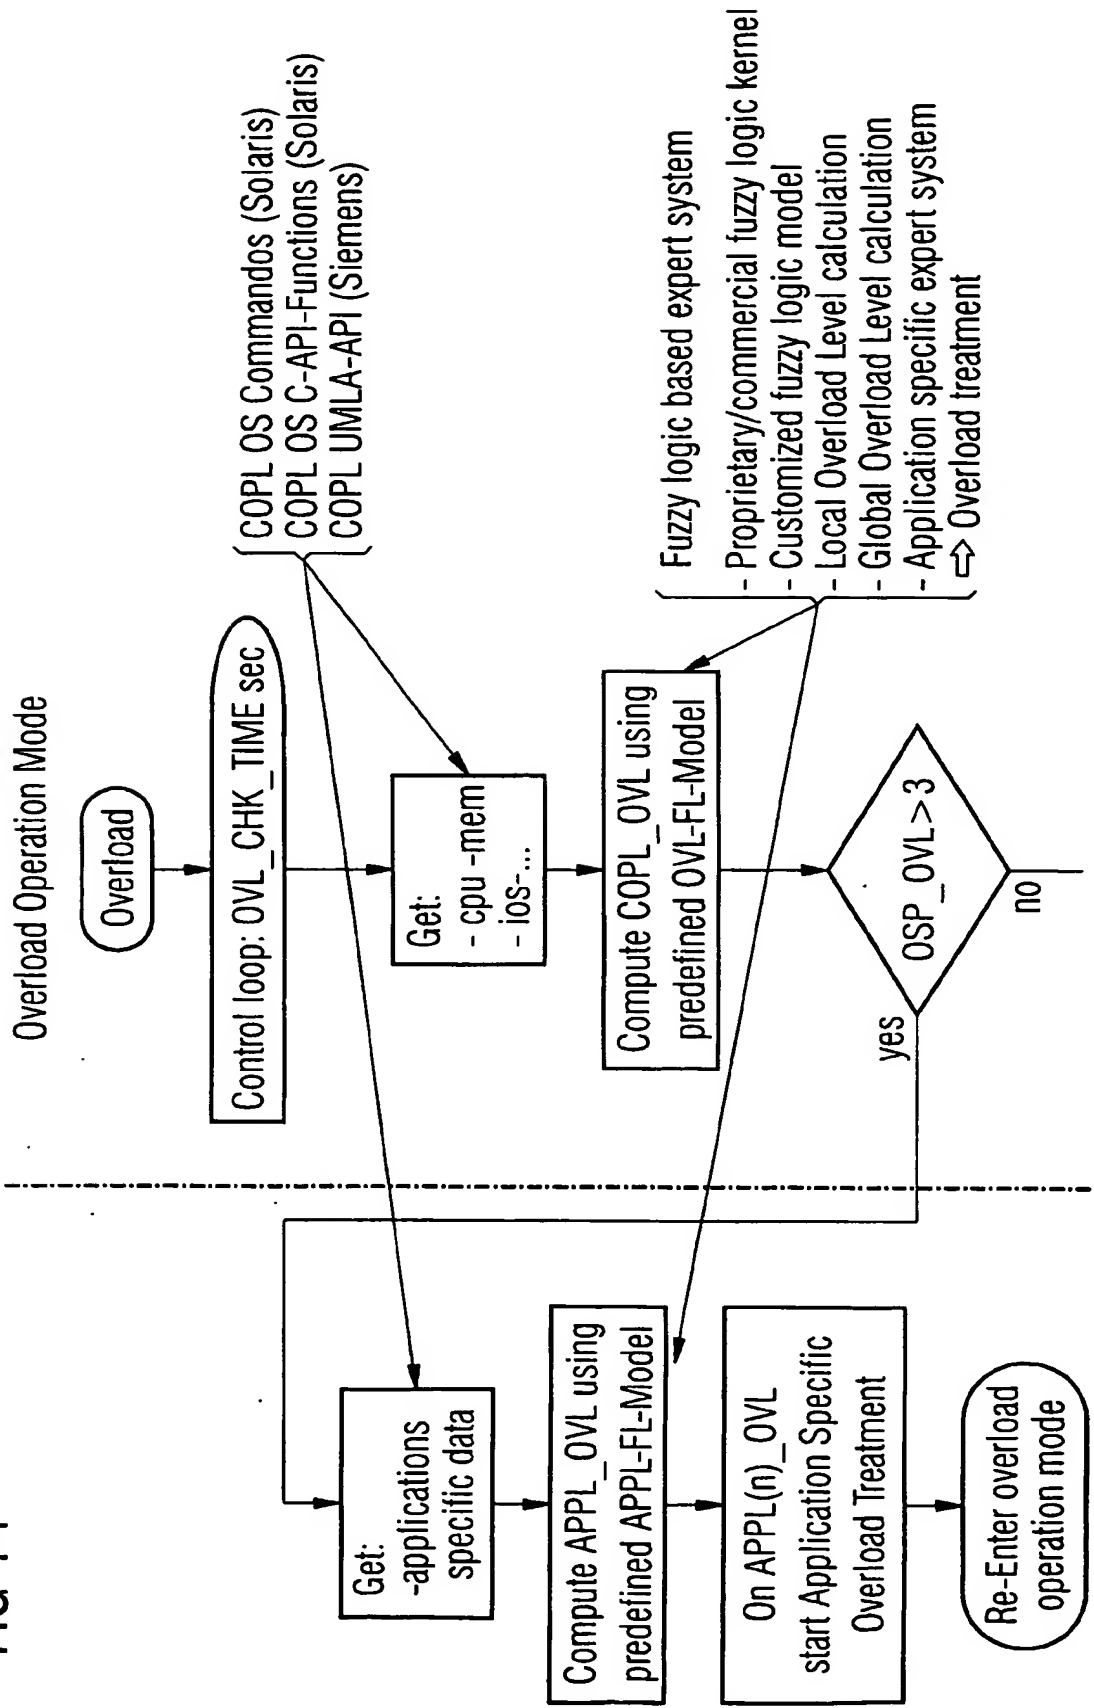 Overload Operation Mode
Overload
Control loop: OVL_CHK_TIME sec
Get:
- cpu -mem
- ios-...
Compute COPL_OVL using
predefined OVL-FL-Model
OSP_OVL>3
yes
no
COPL OS Commandos (Solaris)
COPL OS C-API-Functions (Solaris)
COPL UMLA-API (Siemens)
Fuzzy logic based expert system
- Proprietary/commercial fuzzy logic kernel
- Customized fuzzy logic model
- Local Overload Level calculation
- Global Overload Level calculation
- Application specific expert system
⇨ Overload treatment
Get:
-applications
specific data
Compute APPL_OVL using
predefined APPL-FL-Model
On APPL(n)_OVL
start Application Specific
Overload Treatment
Re-Enter overload
operation mode